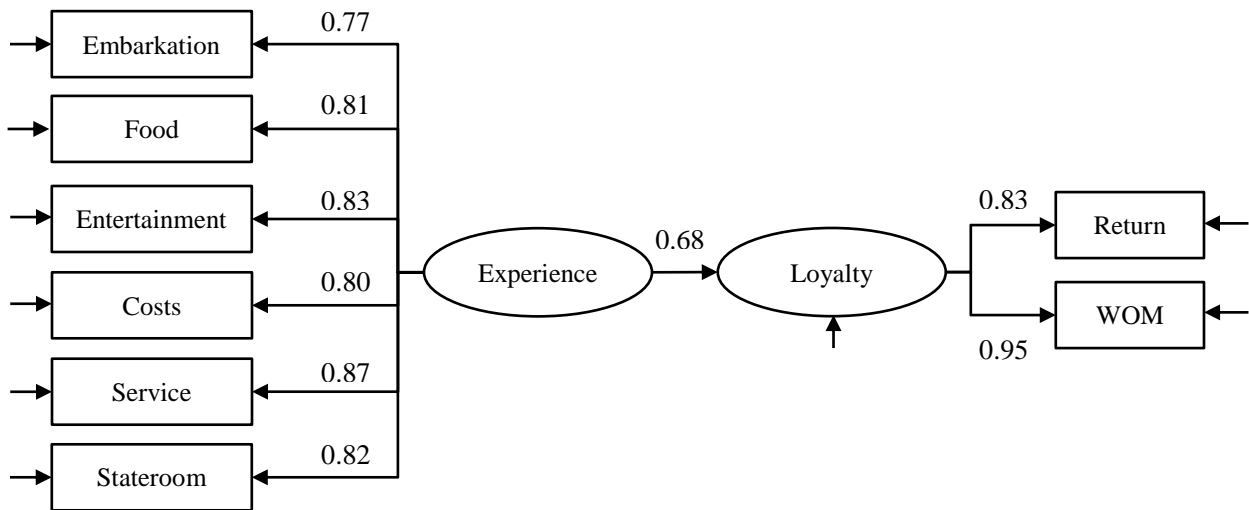 0.77
Embarkation
0.81
Food
0.83
Entertainment
0.80
Costs
0.87
Service
0.82
Stateroom
Experience
0.68
Loyalty
0.83
Return
WOM
0.95